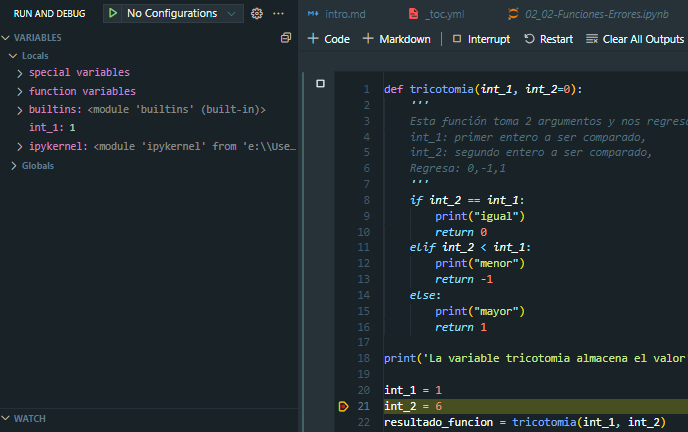 RUN AND DEBUG No Configurations ...
VARIABLES
Locals
special variables
function variables
builtins: <module 'builtins' (built-in)>
int_1: 1
ipykernel: <module 'ipykernel' from 'e:\\Use…
Globals
WATCH
intro.md _toc.yml 02_02-Funciones-Errores.ipynb
+ Code + Markdown Interrupt Restart Clear All Outputs
1 def tricotomia(int_1, int_2=0):
2 '''
3 Esta función toma 2 argumentos y nos regresa
4 int_1: primer entero a ser comparado,
5 int_2: segundo entero a ser comparado,
6 Regresa: 0,-1,1
7 '''
8 if int_2 == int_1:
9 print("igual")
10 return 0
11 elif int_2 < int_1:
12 print("menor")
13 return -1
14 else:
15 print("mayor")
16 return 1
17
18 print('La variable tricotomia almacena el valor
19
20 int_1 = 1
21 int_2 = 6
22 resultado_funcion = tricotomia(int_1, int_2)